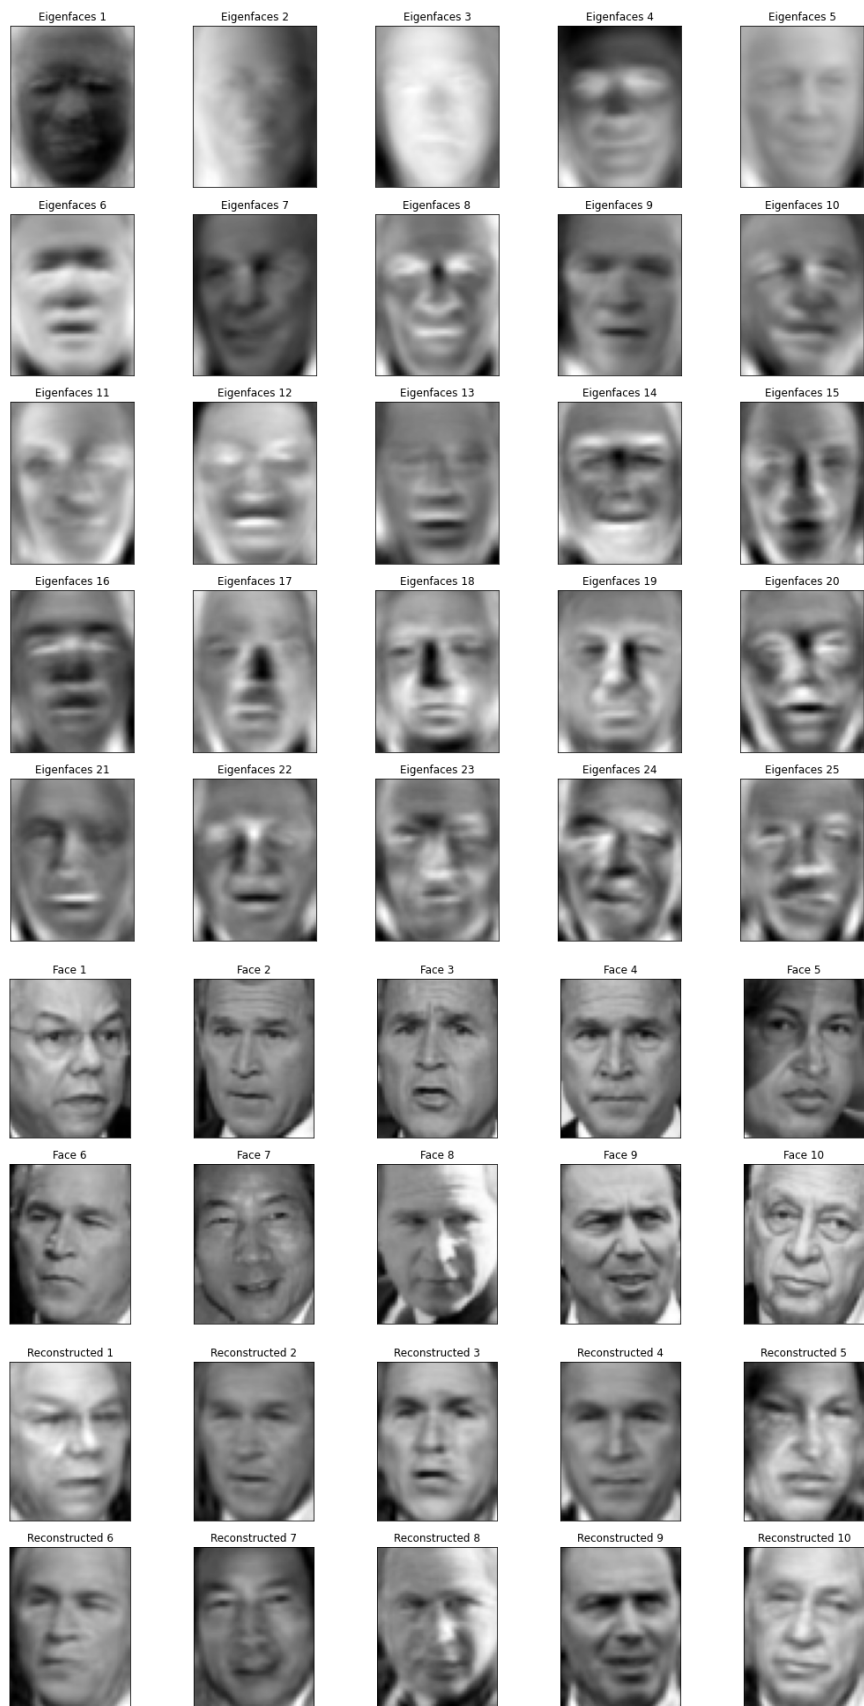 Eigenfaces 1 Eigenfaces 2 Eigenfaces 3 Eigenfaces 4 Eigenfaces 5
Eigenfaces 6 Eigenfaces 7 Eigenfaces 8 Eigenfaces 9 Eigenfaces 10
Eigenfaces 11 Eigenfaces 12 Eigenfaces 13 Eigenfaces 14 Eigenfaces 15
Eigenfaces 16 Eigenfaces 17 Eigenfaces 18 Eigenfaces 19 Eigenfaces 20
Eigenfaces 21 Eigenfaces 22 Eigenfaces 23 Eigenfaces 24 Eigenfaces 25
Face 1 Face 2 Face 3 Face 4 Face 5
Face 6 Face 7 Face 8 Face 9 Face 10
Reconstructed 1 Reconstructed 2 Reconstructed 3 Reconstructed 4 Reconstructed 5
Reconstructed 6 Reconstructed 7 Reconstructed 8 Reconstructed 9 Reconstructed 10